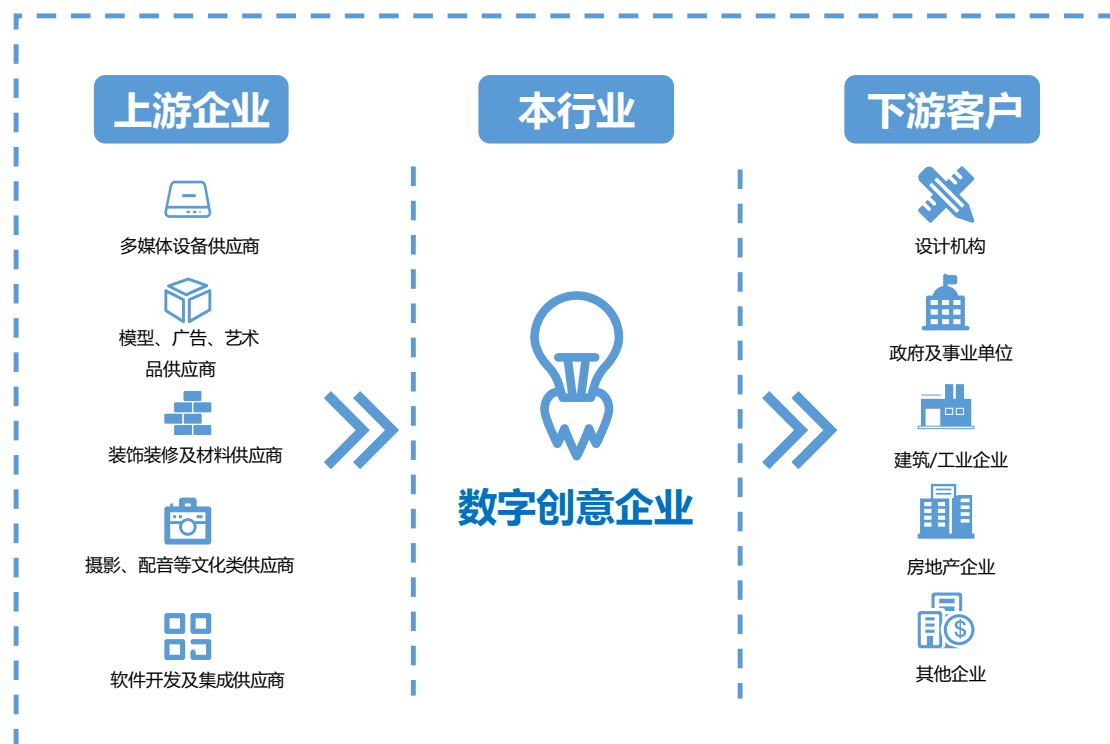 上游企业
多媒体设备供应商
模型、广告、艺术
品供应商
装饰装修及材料供应商
摄影、配音等文化类供应商
软件开发及集成供应商
本行业
数字创意企业
下游客户
设计机构
政府及事业单位
建筑/工业企业
房地产企业
$
其他企业